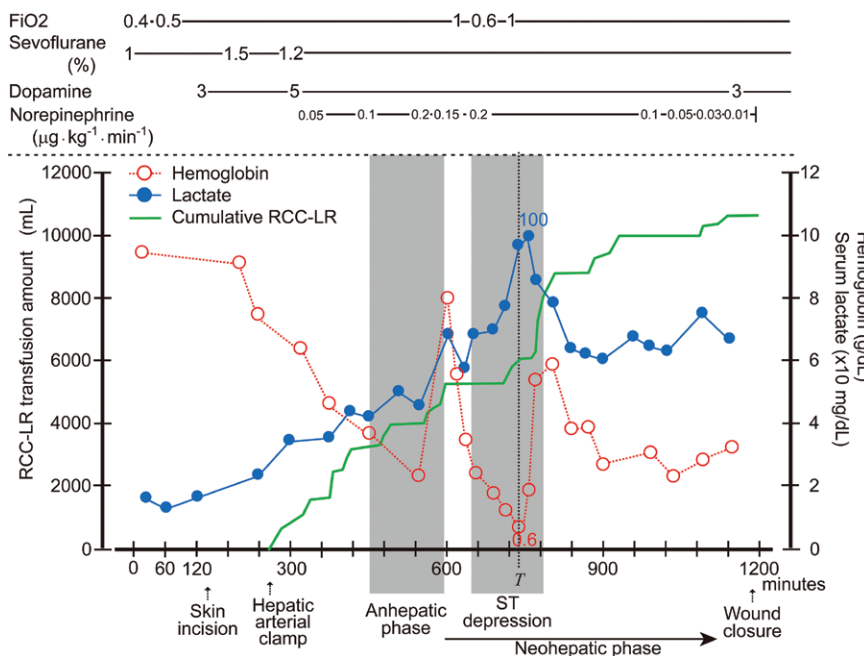 FiO2 0.4 0.5 1 0.6 1
Sevoflurane 1 1.5 1.2
(%)
Dopamine 3 5 3
Norepinephrine 0.05 0.1 0.2 0.15 0.2 0.1 0.05 0.03 0.01
(μg·kg⁻¹·min⁻¹)
Hemoglobin
Lactate
Cumulative RCC-LR
RCC-LR transfusion amount (mL)
12000
10000
8000
6000
4000
2000
0
100
0.6
12
10
8
6
4
2
0
Serum lactate (x10 mg/dL)
0 60 120 300 600 T 900 1200
minutes
Skin
incision
Hepatic
arterial
clamp
Anhepatic
phase
ST
depression
Neohepatic phase
Wound
closure